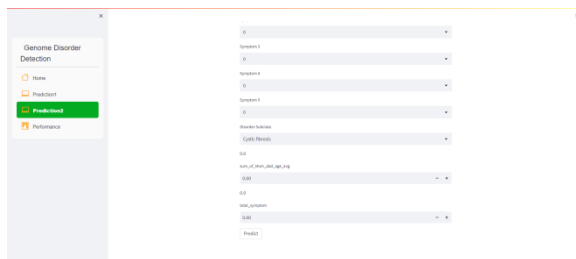 Genome Disorder
Detection
Home
Prediction1
Prediction2
Performance
0
Symptom 3
0
Symptom 4
0
Symptom 5
0
Disorder Subclass
Cystic fibrosis
0.0
num_of_mom_dad_age_avg
0.00
0.0
total_symptom
0.00
Predict